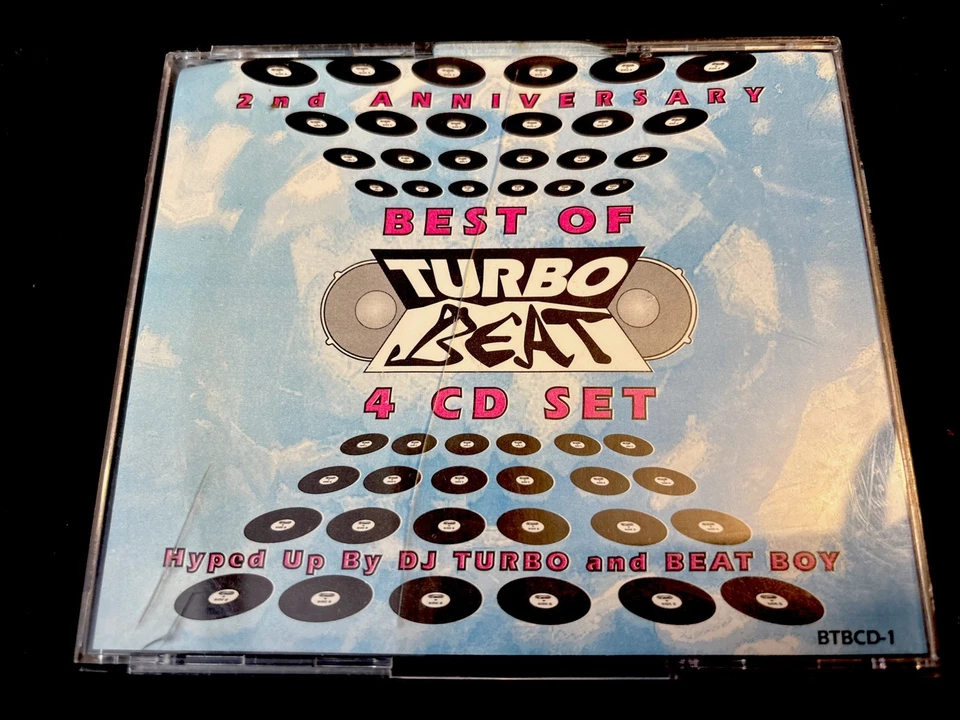 2nd ANNIVERSARY
BEST OF
TURBO
BEAT
4 CD SET
Hyped Up By DJ TURBO and BEAT BOY
BTBCD-1